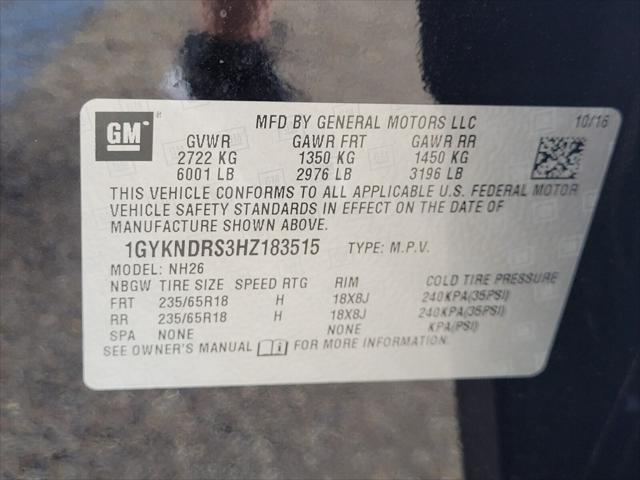 GM
MFD BY GENERAL MOTORS LLC 10/16
GVWR GAWR FRT GAWR RR
2722 KG 1350 KG 1450 KG
6001 LB 2976 LB 3196 LB
THIS VEHICLE CONFORMS TO ALL APPLICABLE U.S. FEDERAL MOTOR
VEHICLE SAFETY STANDARDS IN EFFECT ON THE DATE OF
MANUFACTURE SHOWN ABOVE.
1GYKNDRS3HZ183515 TYPE: M.P.V.
MODEL: NH26
NBGW TIRE SIZE SPEED RTG RIM COLD TIRE PRESSURE
FRT 235/65R18 H 18X8J 240KPA(35PSI)
RR 235/65R18 H 18X8J 240KPA(35PSI)
SPA NONE NONE KPA(PSI)
SEE OWNER'S MANUAL FOR MORE INFORMATION.